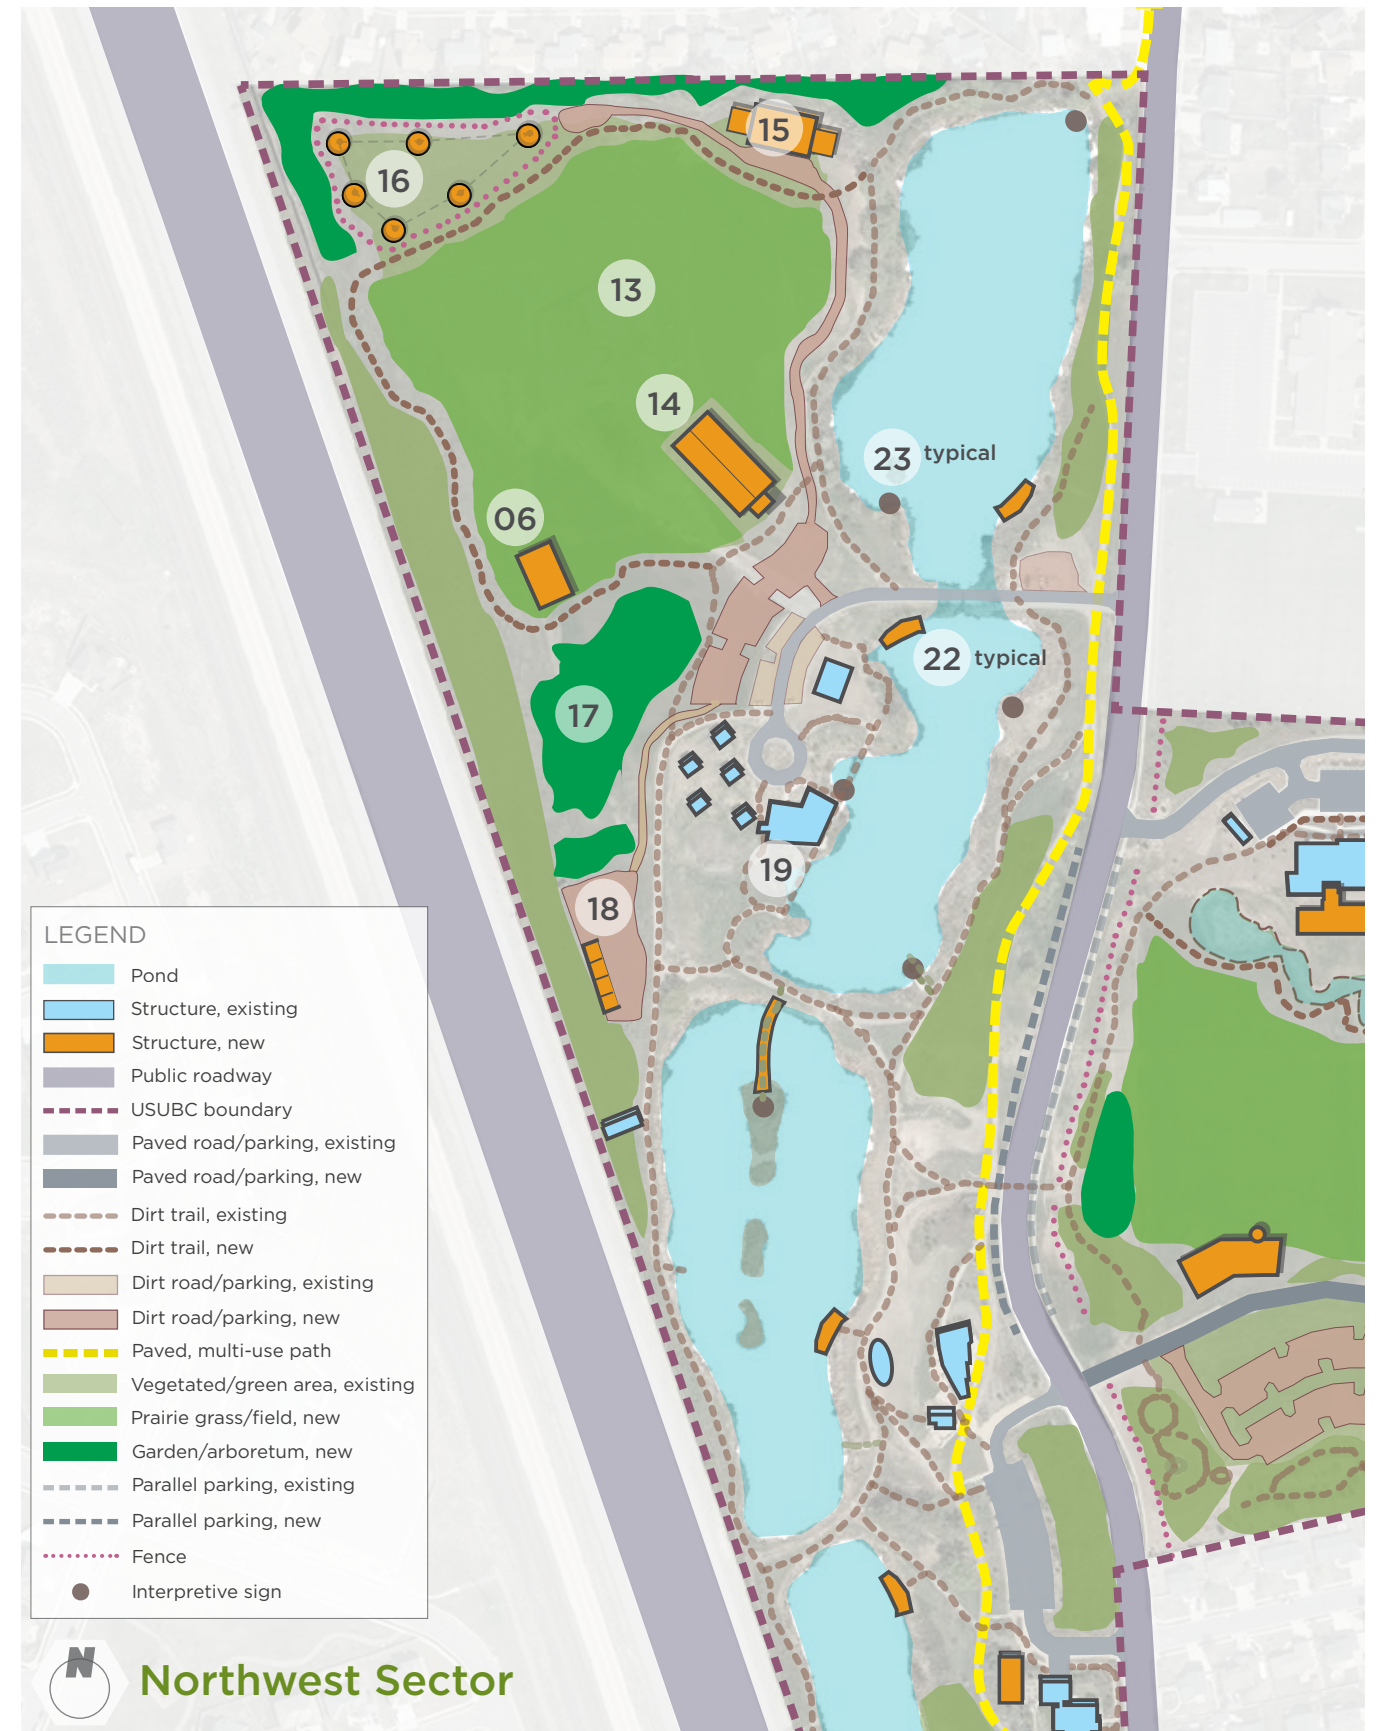 15
16
13
14
23 typical
06
22 typical
17
19
18
LEGEND
Pond
Structure, existing
Structure, new
Public roadway
USUBC boundary
Paved road/parking, existing
Paved road/parking, new
Dirt trail, existing
Dirt trail, new
Dirt road/parking, existing
Dirt road/parking, new
Paved, multi-use path
Vegetated/green area, existing
Prairie grass/field, new
Garden/arboretum, new
Parallel parking, existing
Parallel parking, new
Fence
Interpretive sign
N
Northwest Sector